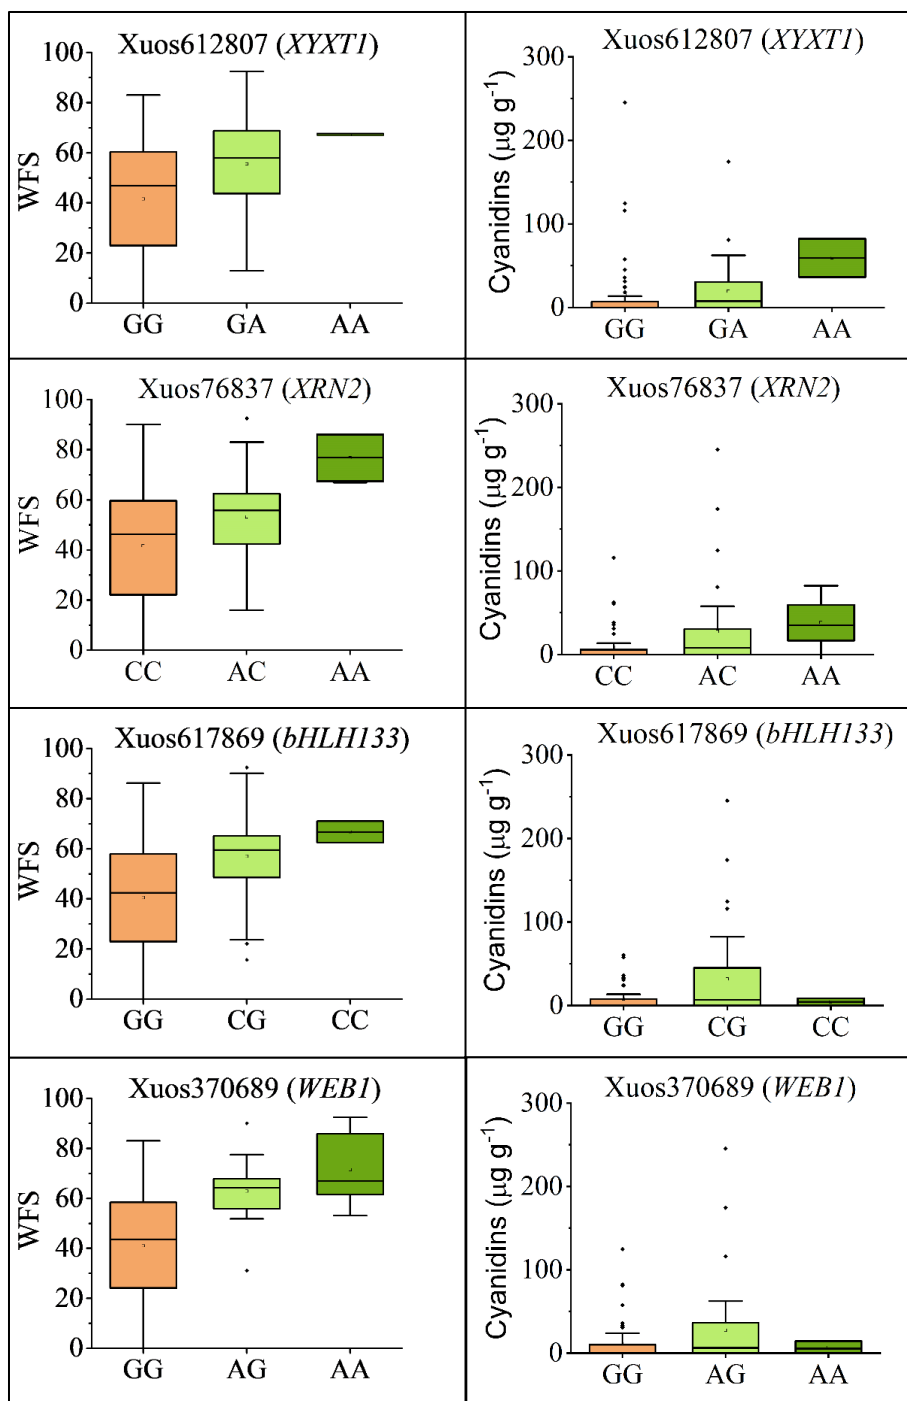 Xuos612807 (XYXT1)
WFS
100
80
60
40
20
0
GG GA AA
Xuos612807 (XYXT1)
Cyanidins (µg g⁻¹)
300
200
100
0
GG GA AA
Xuos76837 (XRN2)
WFS
100
80
60
40
20
0
CC AC AA
Xuos76837 (XRN2)
Cyanidins (µg g⁻¹)
300
200
100
0
CC AC AA
Xuos617869 (bHLH133)
WFS
100
80
60
40
20
0
GG CG CC
Xuos617869 (bHLH133)
Cyanidins (µg g⁻¹)
300
200
100
0
GG CG CC
Xuos370689 (WEB1)
WFS
100
80
60
40
20
0
GG AG AA
Xuos370689 (WEB1)
Cyanidins (µg g⁻¹)
300
200
100
0
GG AG AA